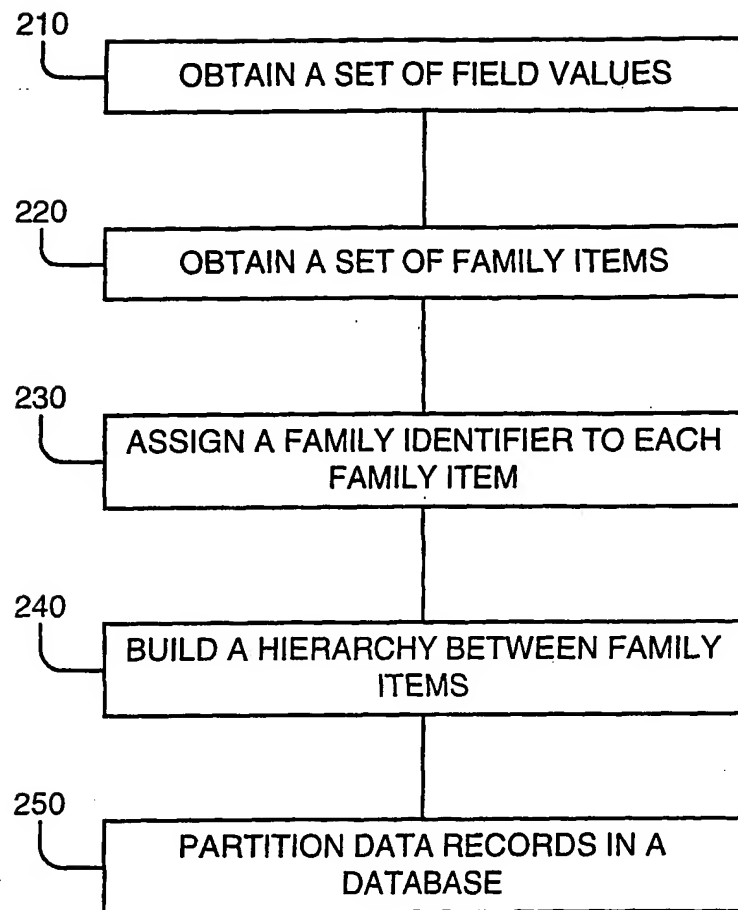 210
OBTAIN A SET OF FIELD VALUES
220
OBTAIN A SET OF FAMILY ITEMS
230
ASSIGN A FAMILY IDENTIFIER TO EACH
FAMILY ITEM
240
BUILD A HIERARCHY BETWEEN FAMILY
ITEMS
250
PARTITION DATA RECORDS IN A
DATABASE